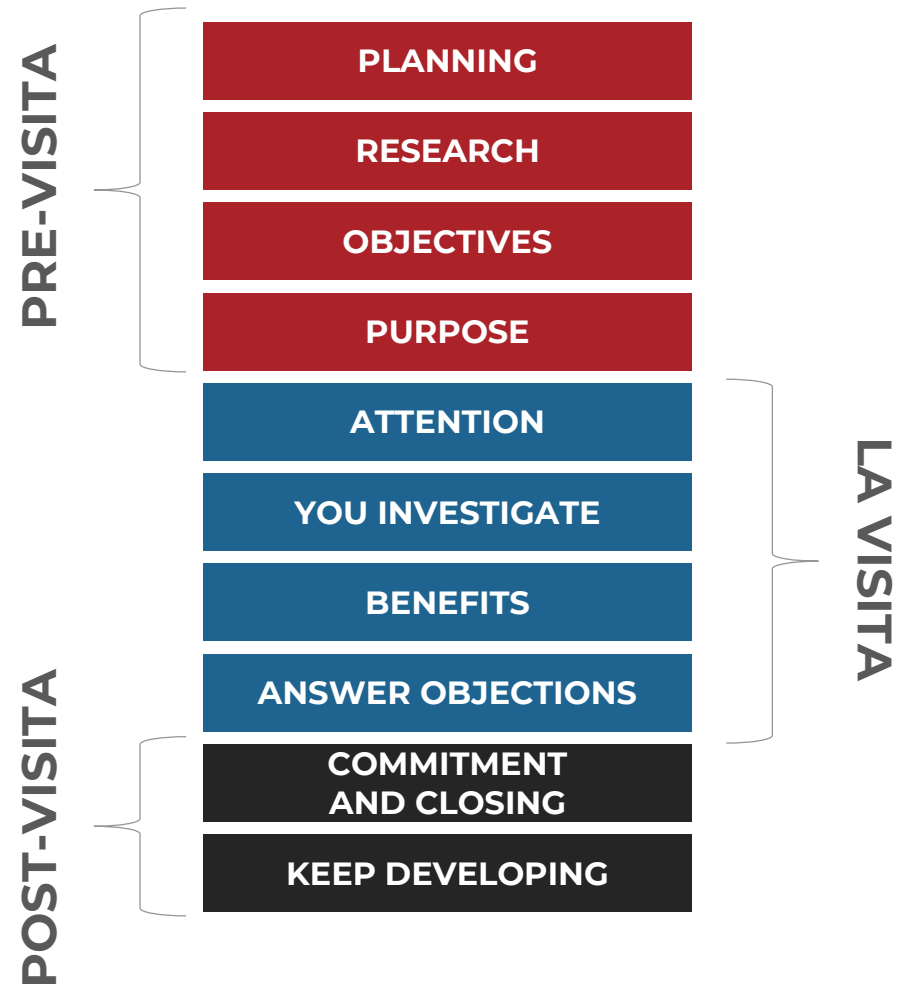 PRE-VISITA
PLANNING
RESEARCH
OBJECTIVES
PURPOSE
LA VISITA
ATTENTION
YOU INVESTIGATE
BENEFITS
ANSWER OBJECTIONS
POST-VISITA
COMMITMENT
AND CLOSING
KEEP DEVELOPING